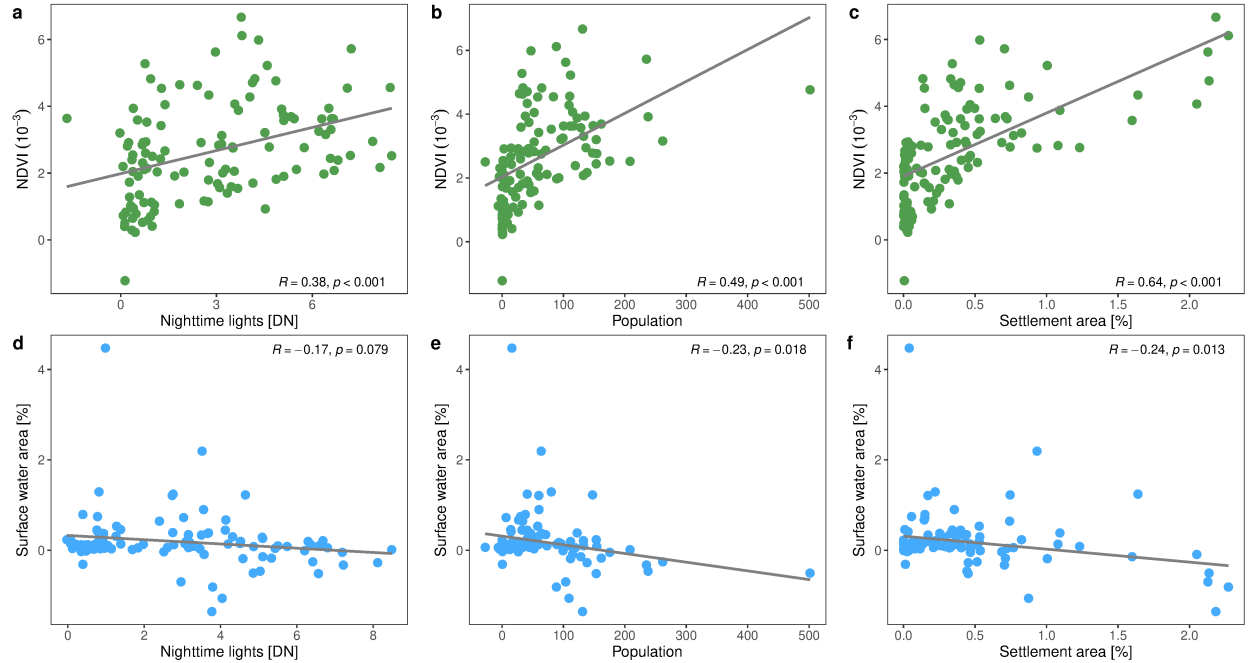 a
b
c
NDVI (10⁻³)
6
4
2
0
R = 0.38, p < 0.001
0
3
6
Nighttime lights [DN]
NDVI (10⁻³)
6
4
2
0
R = 0.49, p < 0.001
0
100
200
300
400
500
Population
NDVI (10⁻³)
6
4
2
0
R = 0.64, p < 0.001
0.0
0.5
1.0
1.5
2.0
Settlement area [%]
d
e
f
Surface water area [%]
4
2
0
R = −0.17, p = 0.079
0
2
4
6
8
Nighttime lights [DN]
Surface water area [%]
4
2
0
R = −0.23, p = 0.018
0
100
200
300
400
500
Population
Surface water area [%]
4
2
0
R = −0.24, p = 0.013
0.0
0.5
1.0
1.5
2.0
Settlement area [%]